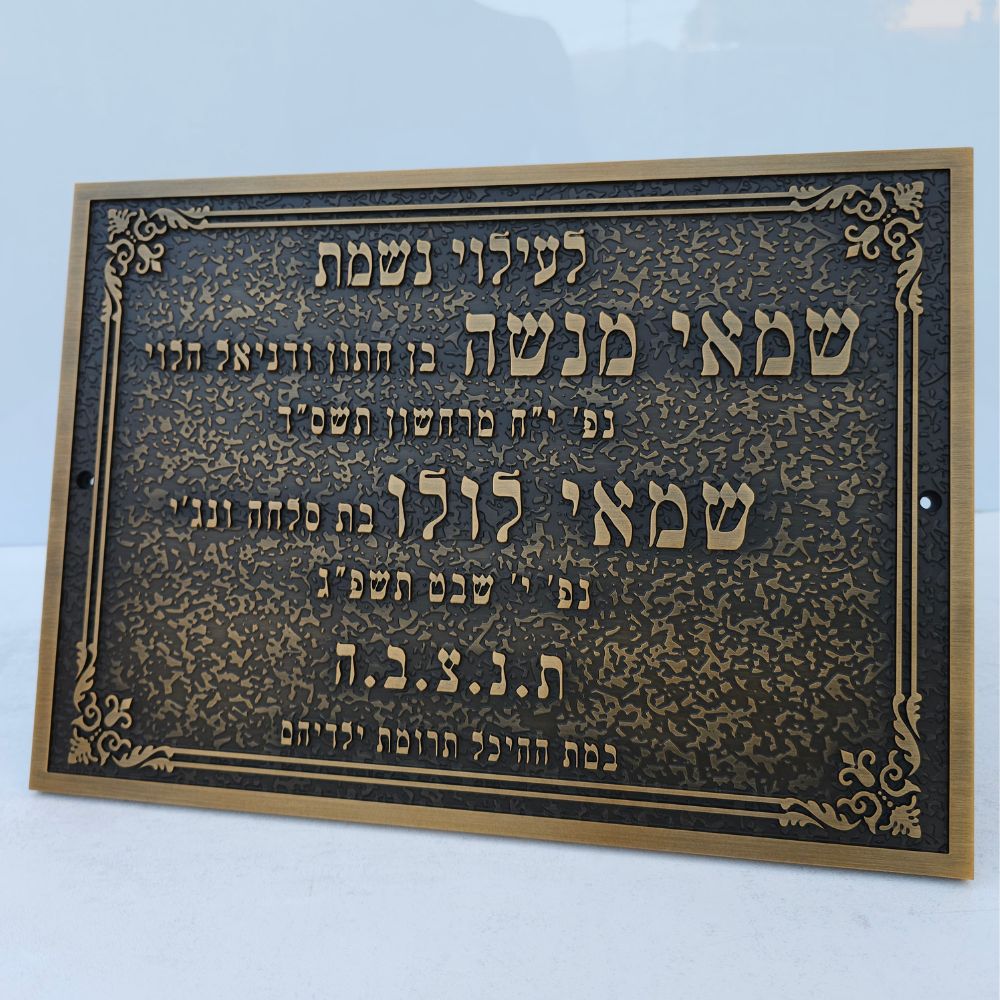 לעילוי נשמת
שמאי מנשה בן חתון ודניאל הלוי
נפ' י"ח מרחשון תשס"ד
שמאי לולו בת סלחה ונג'י
נפ' י' שבט תשפ"ג
ת.נ.צ.ב.ה
במת ההיכל תרומת ילדיהם